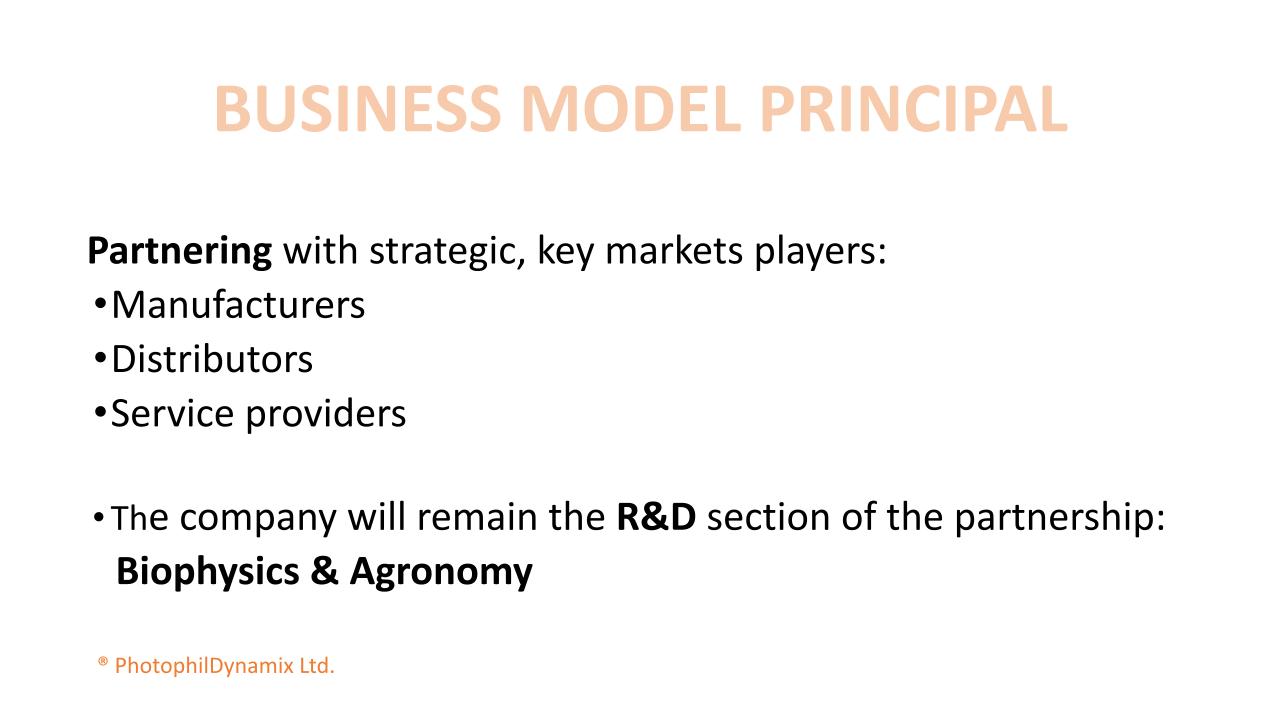 BUSINESS MODEL PRINCIPAL
Partnering with strategic, key markets players:
•Manufacturers
•Distributors
•Service providers
• The company will remain the R&D section of the partnership:
Biophysics & Agronomy
® PhotophilDynamix Ltd.